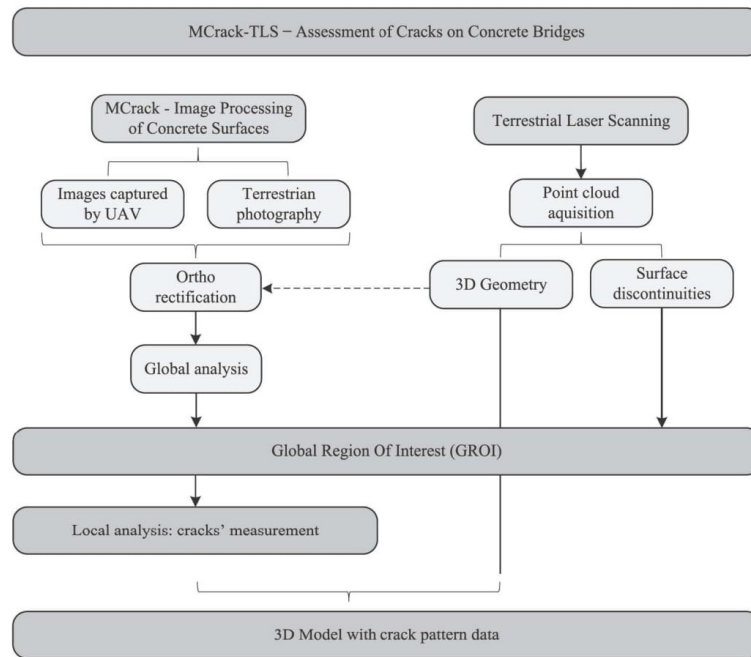 MCrack-TLS – Assessment of Cracks on Concrete Bridges
MCrack - Image Processing
of Concrete Surfaces
Terrestrial Laser Scanning
Images captured
by UAV
Terrestrian
photography
Point cloud
aquisition
Ortho
rectification
3D Geometry
Surface
discontinuities
Global analysis
Global Region Of Interest (GROI)
Local analysis: cracks’ measurement
3D Model with crack pattern data